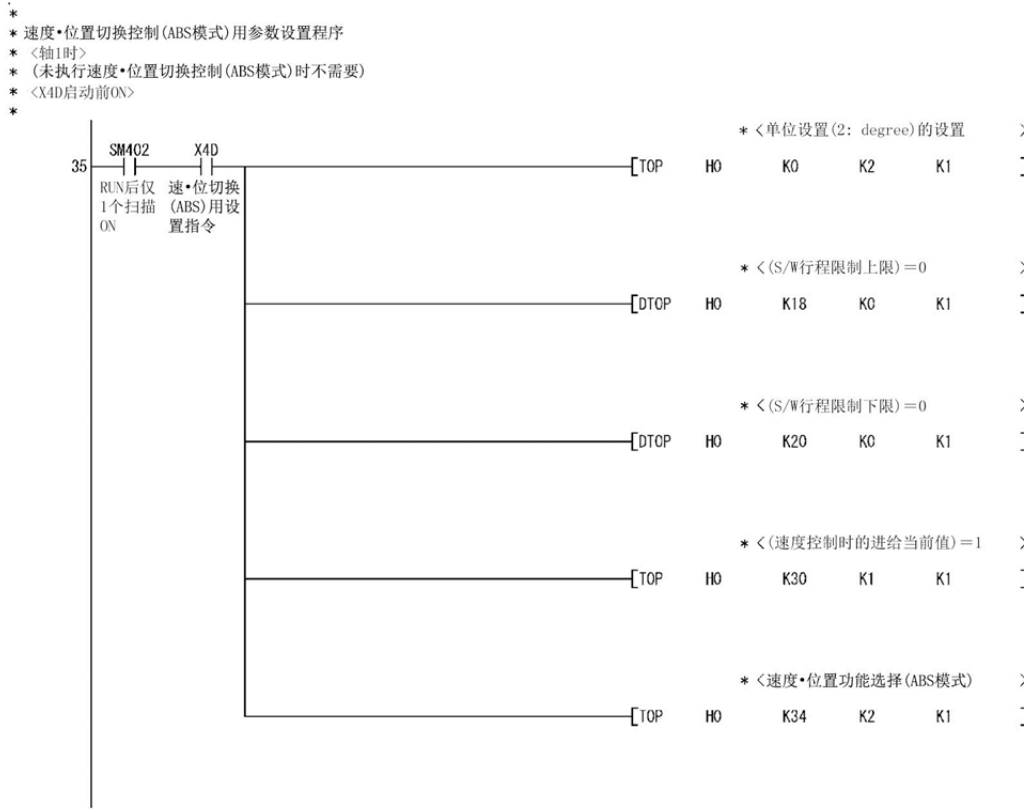 *
* 速度•位置切换控制(ABS模式)用参数设置程序
* <轴1时>
* (未执行速度•位置切换控制(ABS模式)时不需要)
* <X4D启动前ON>
*
* <单位设置(2: degree)的设置 >
SM402 X4D
35 [TOP H0 K0 K2 K1 ]
RUN后仅 速•位切换
1个扫描 (ABS)用设
ON 置指令
* <(S/W行程限制上限)=0 >
[DTOP H0 K18 K0 K1 ]
* <(S/W行程限制下限)=0 >
[DTOP H0 K20 K0 K1 ]
* <(速度控制时的进给当前值)=1 >
[TOP H0 K30 K1 K1 ]
* <速度•位置功能选择(ABS模式) >
[TOP H0 K34 K2 K1 ]